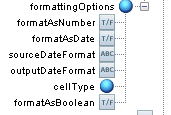 formattingOptions
formatAsNumber T/F
formatAsDate T/F
sourceDateFormat ABC
outputDateFormat ABC
cellType
formatAsBoolean T/F